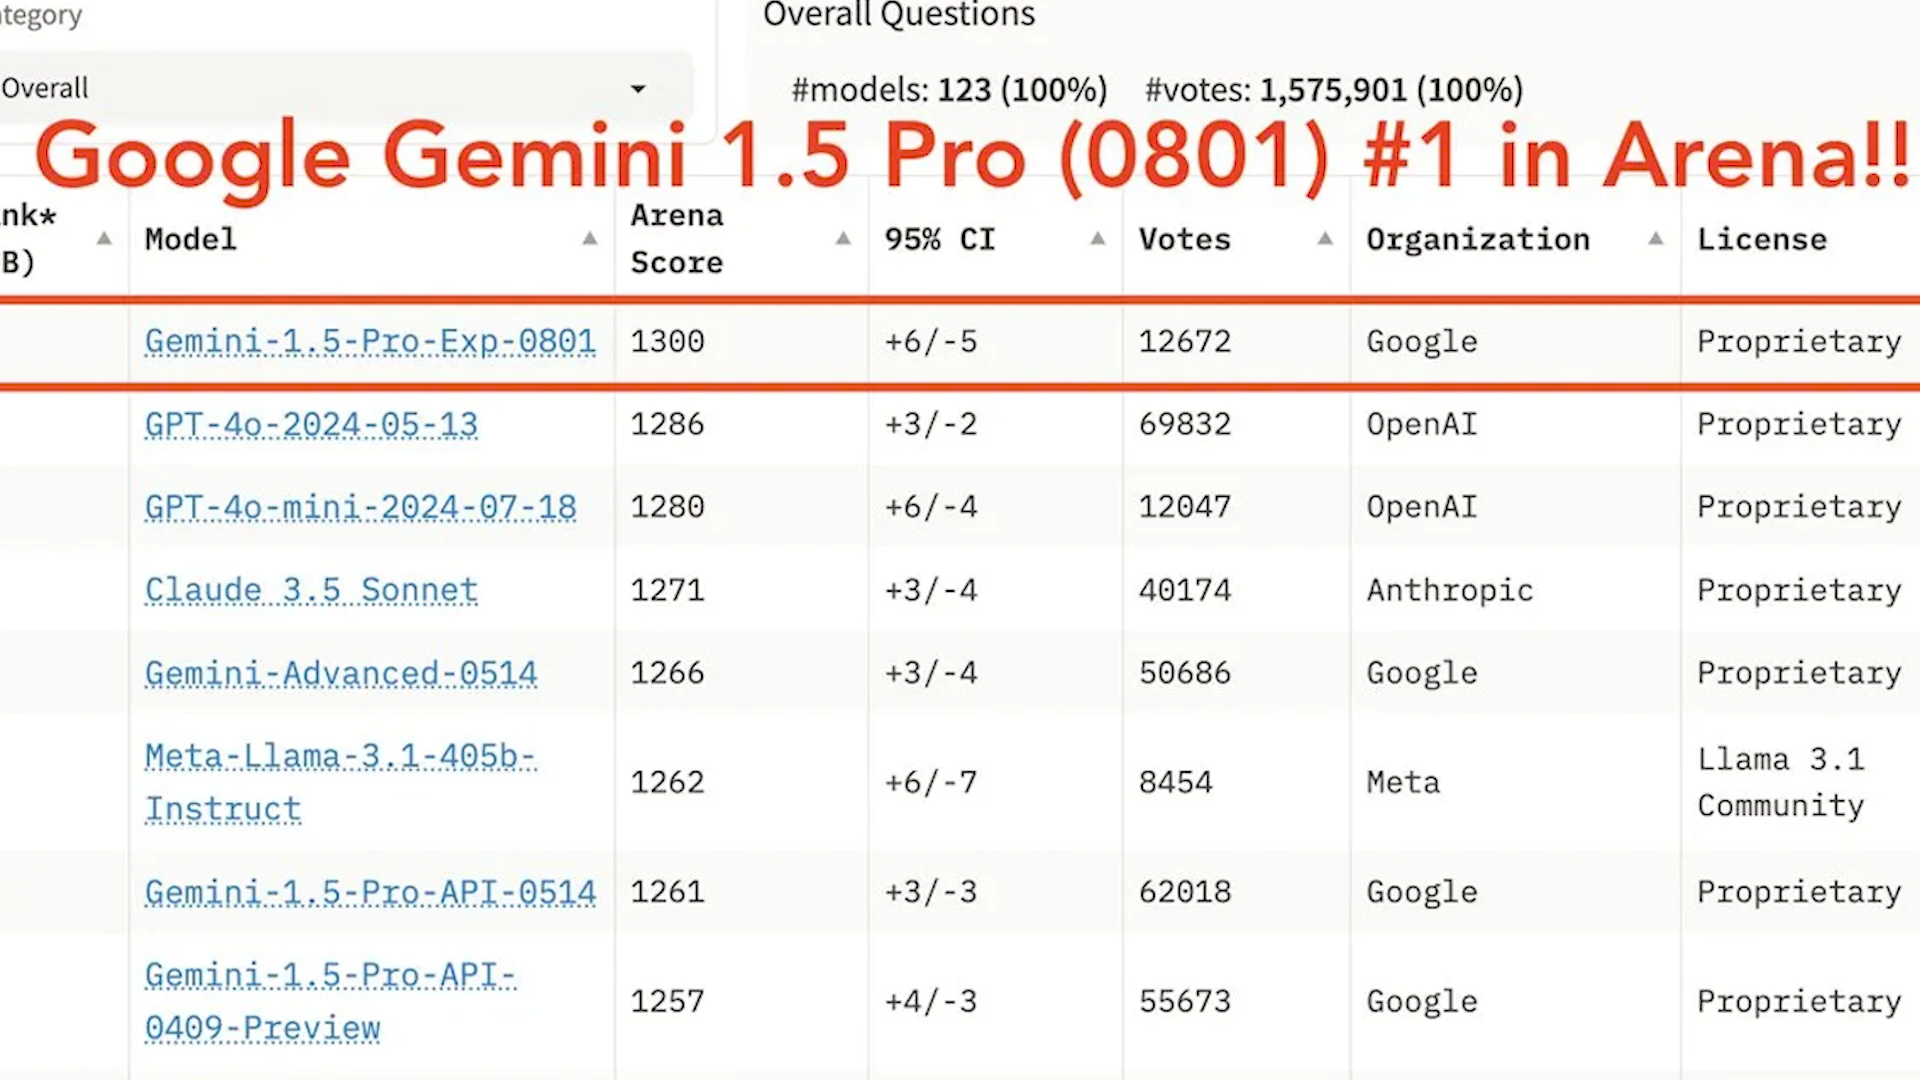 tegory
Overall Questions
Overall
#models: 123 (100%) #votes: 1,575,901 (100%)
Google Gemini 1.5 Pro (0801) #1 in Arena!!
nk* Model Arena Score 95% CI Votes Organization License
B)
Gemini-1.5-Pro-Exp-0801 1300 +6/-5 12672 Google Proprietary
GPT-4o-2024-05-13 1286 +3/-2 69832 OpenAI Proprietary
GPT-4o-mini-2024-07-18 1280 +6/-4 12047 OpenAI Proprietary
Claude 3.5 Sonnet 1271 +3/-4 40174 Anthropic Proprietary
Gemini-Advanced-0514 1266 +3/-4 50686 Google Proprietary
Meta-Llama-3.1-405b-Instruct 1262 +6/-7 8454 Meta Llama 3.1 Community
Gemini-1.5-Pro-API-0514 1261 +3/-3 62018 Google Proprietary
Gemini-1.5-Pro-API-0409-Preview 1257 +4/-3 55673 Google Proprietary